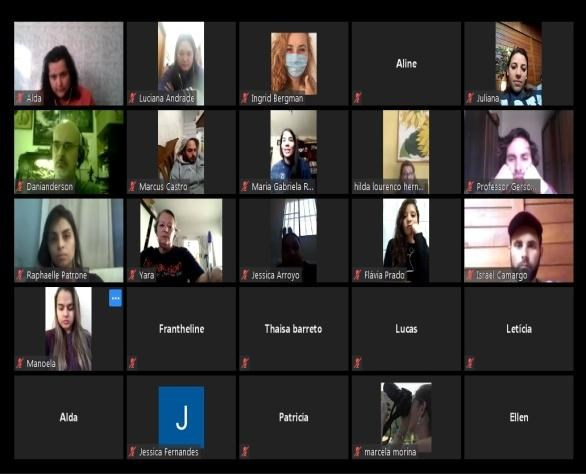 Alda
Luciana Andrade
Ingrid Bergman
Aline
Juliana
Danianderson
Marcus Castro
Maria Gabriela R...
hilda lourenco hern...
Professor Gerso...
Raphaelle Patrone
Yara
Jessica Arroyo
Flávia Prado
Israel Camargo
Manoela
Frantheline
Thaisa barreto
Lucas
Letícia
Alda
J
Jessica Fernandes
Patricia
marcela morina
Ellen